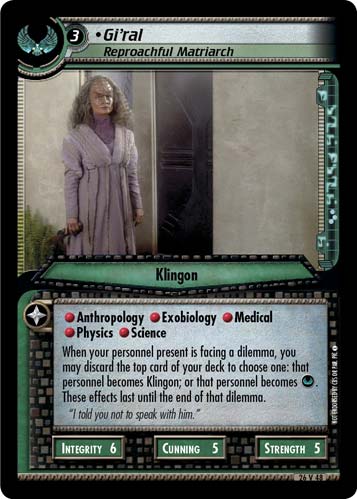 3
•Gi'ral
Reproachful Matriarch
Klingon
Anthropology Exobiology Medical
Physics Science
When your personnel present is facing a dilemma, you
may discard the top card of your deck to choose one: that
personnel becomes Klingon; or that personnel becomes .
These effects last until the end of that dilemma.
"I told you not to speak with him."
INTEGRITY 6 CUNNING 5 STRENGTH 5
76 V 48